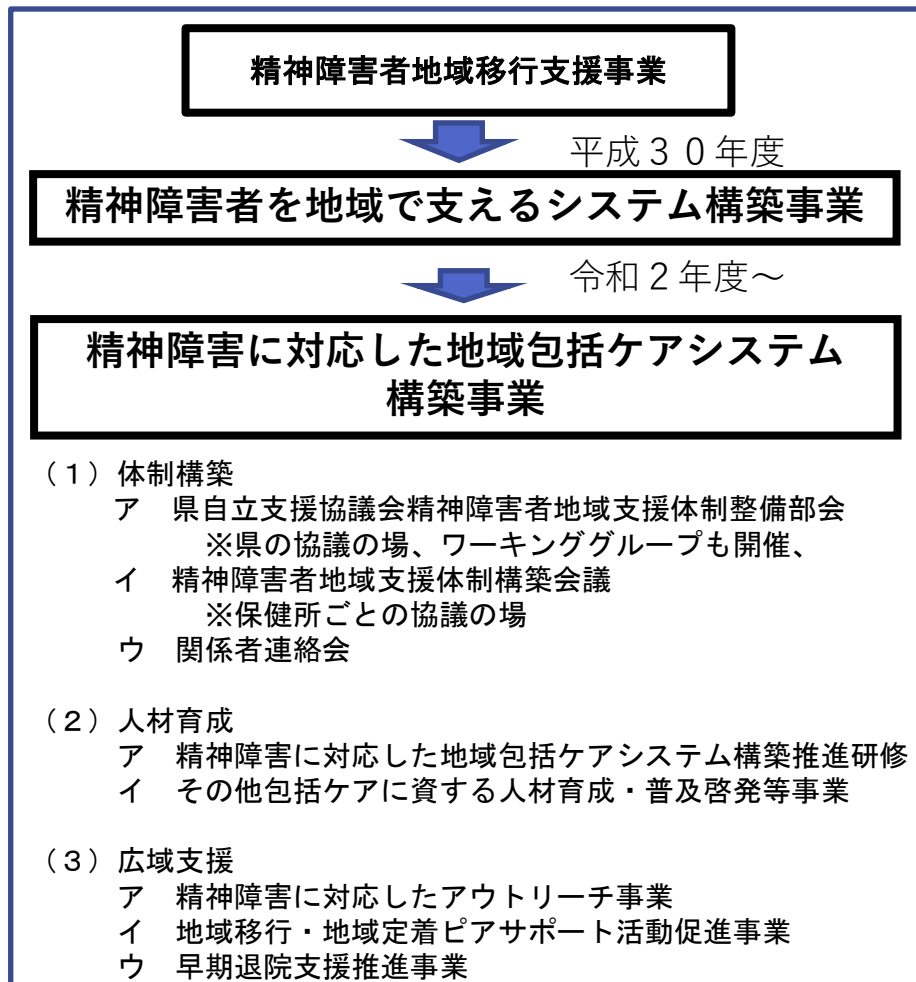 精神障害者地域移行支援事業
平成３０年度
精神障害者を地域で支えるシステム構築事業
令和２年度～
精神障害に対応した地域包括ケアシステム
構築事業
（１）体制構築
ア　県自立支援協議会精神障害者地域支援体制整備部会
※県の協議の場、ワーキンググループも開催、
イ　精神障害者地域支援体制構築会議
※保健所ごとの協議の場
ウ　関係者連絡会
（２）人材育成
ア　精神障害に対応した地域包括ケアシステム構築推進研修
イ　その他包括ケアに資する人材育成・普及啓発等事業
（３）広域支援
ア　精神障害に対応したアウトリーチ事業
イ　地域移行・地域定着ピアサポート活動促進事業
ウ　早期退院支援推進事業